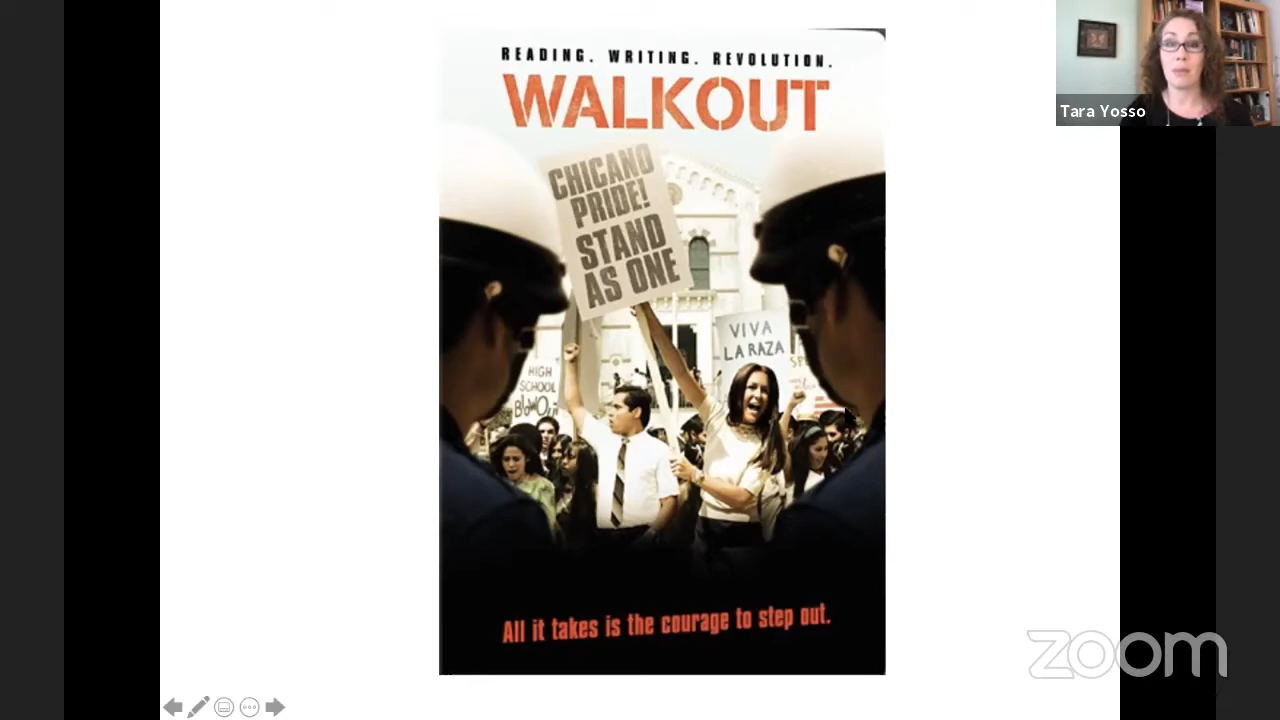 READING. WRITING. REVOLUTION.
WALKOUT
CHICANO
PRIDE!
STAND
AS ONE
VIVA
LA RAZA
HIGH
SCHOOL
BLOWOUT
All it takes is the courage to step out.
Tara Yosso
zoom